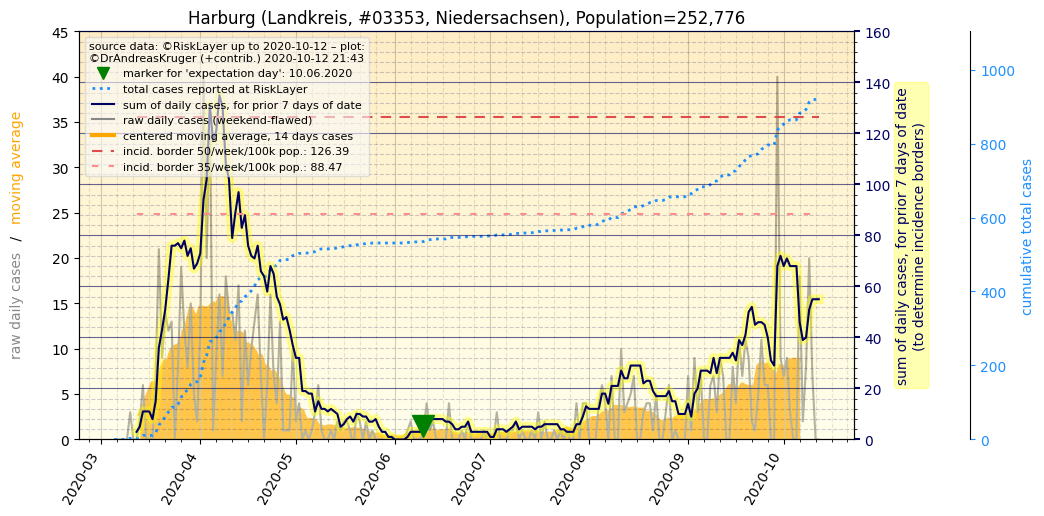 Harburg (Landkreis, #03353, Niedersachsen), Population=252,776
source data: ©RiskLayer up to 2020-10-12 – plot:
©DrAndreasKruger (+contrib.) 2020-10-12 21:43
marker for 'expectation day': 10.06.2020
total cases reported at RiskLayer
sum of daily cases, for prior 7 days of date
raw daily cases (weekend-flawed)
centered moving average, 14 days cases
incid. border 50/week/100k pop.: 126.39
incid. border 35/week/100k pop.: 88.47
raw daily cases / moving average
45
40
35
30
25
20
15
10
5
0
2020-03
2020-04
2020-05
2020-06
2020-07
2020-08
2020-09
2020-10
160
140
120
100
80
60
40
20
0
sum of daily cases, for prior 7 days of date
(to determine incidence borders)
1000
800
600
400
200
0
cumulative total cases